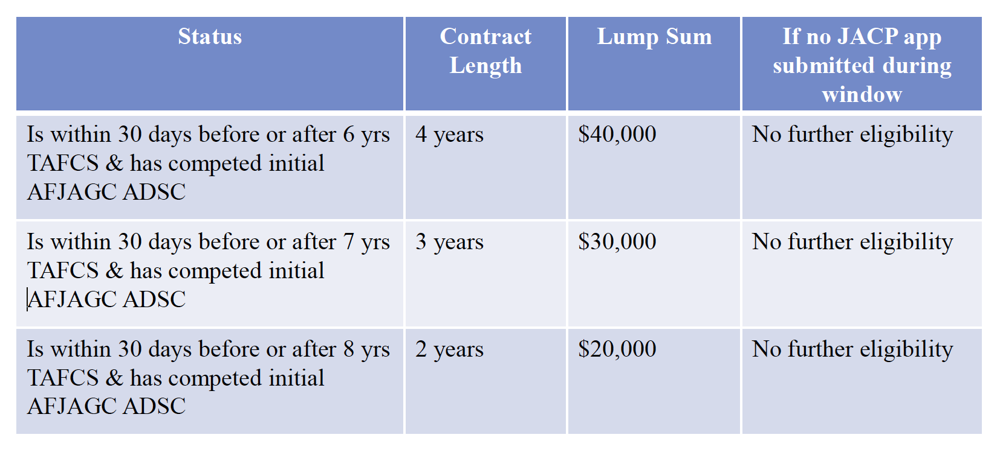 Status
Contract
Length
Lump Sum
If no JACP app
submitted during
window
Is within 30 days before or after 6 yrs
TAFCS & has competed initial
AFJAGC ADSC
4 years
$40,000
No further eligibility
Is within 30 days before or after 7 yrs
TAFCS & has competed initial
AFJAGC ADSC
3 years
$30,000
No further eligibility
Is within 30 days before or after 8 yrs
TAFCS & has competed initial
AFJAGC ADSC
2 years
$20,000
No further eligibility